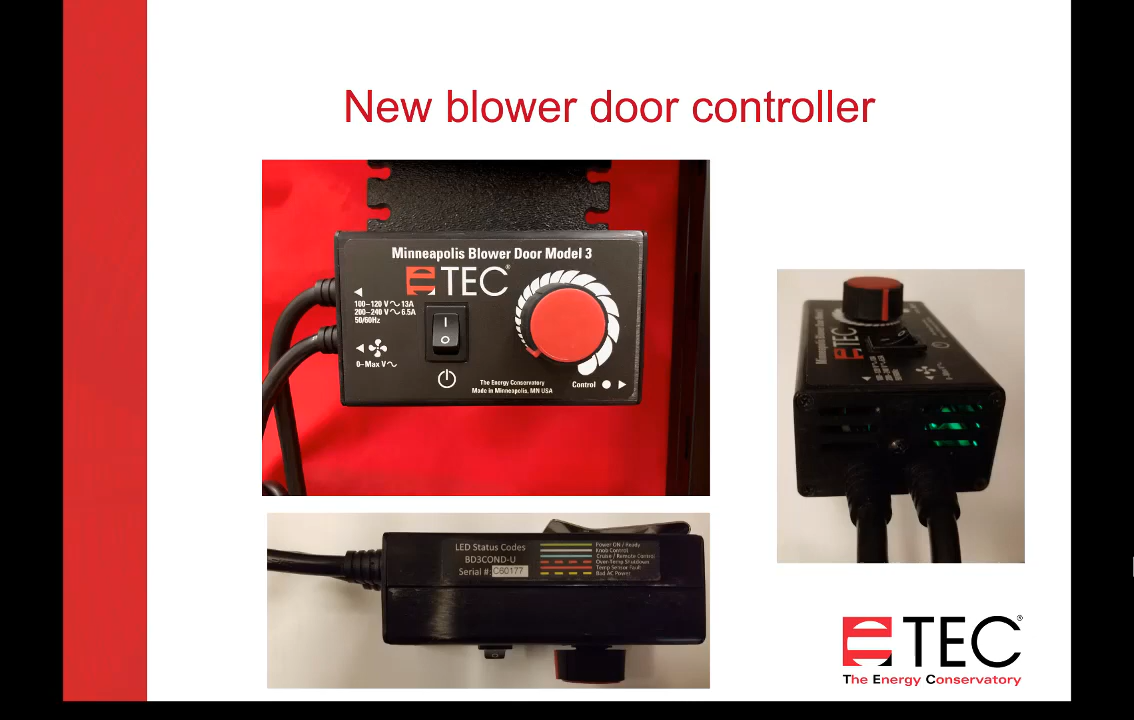 New blower door controller
Minneapolis Blower Door Model 3
TEC®
100–120 V 13A
200–240 V 6.5A
50/60Hz
0–Max V
I
O
The Energy Conservatory
Made in Minneapolis, MN USA
Control
TEC
LED Status Codes
BD3COND-U
Serial #: C60177
Power ON / Ready
Knob Control
Cruise / Remote Control
Over-Temp Shutdown
Temp Sensor Fault
Bad AC Power
TEC®
The Energy Conservatory